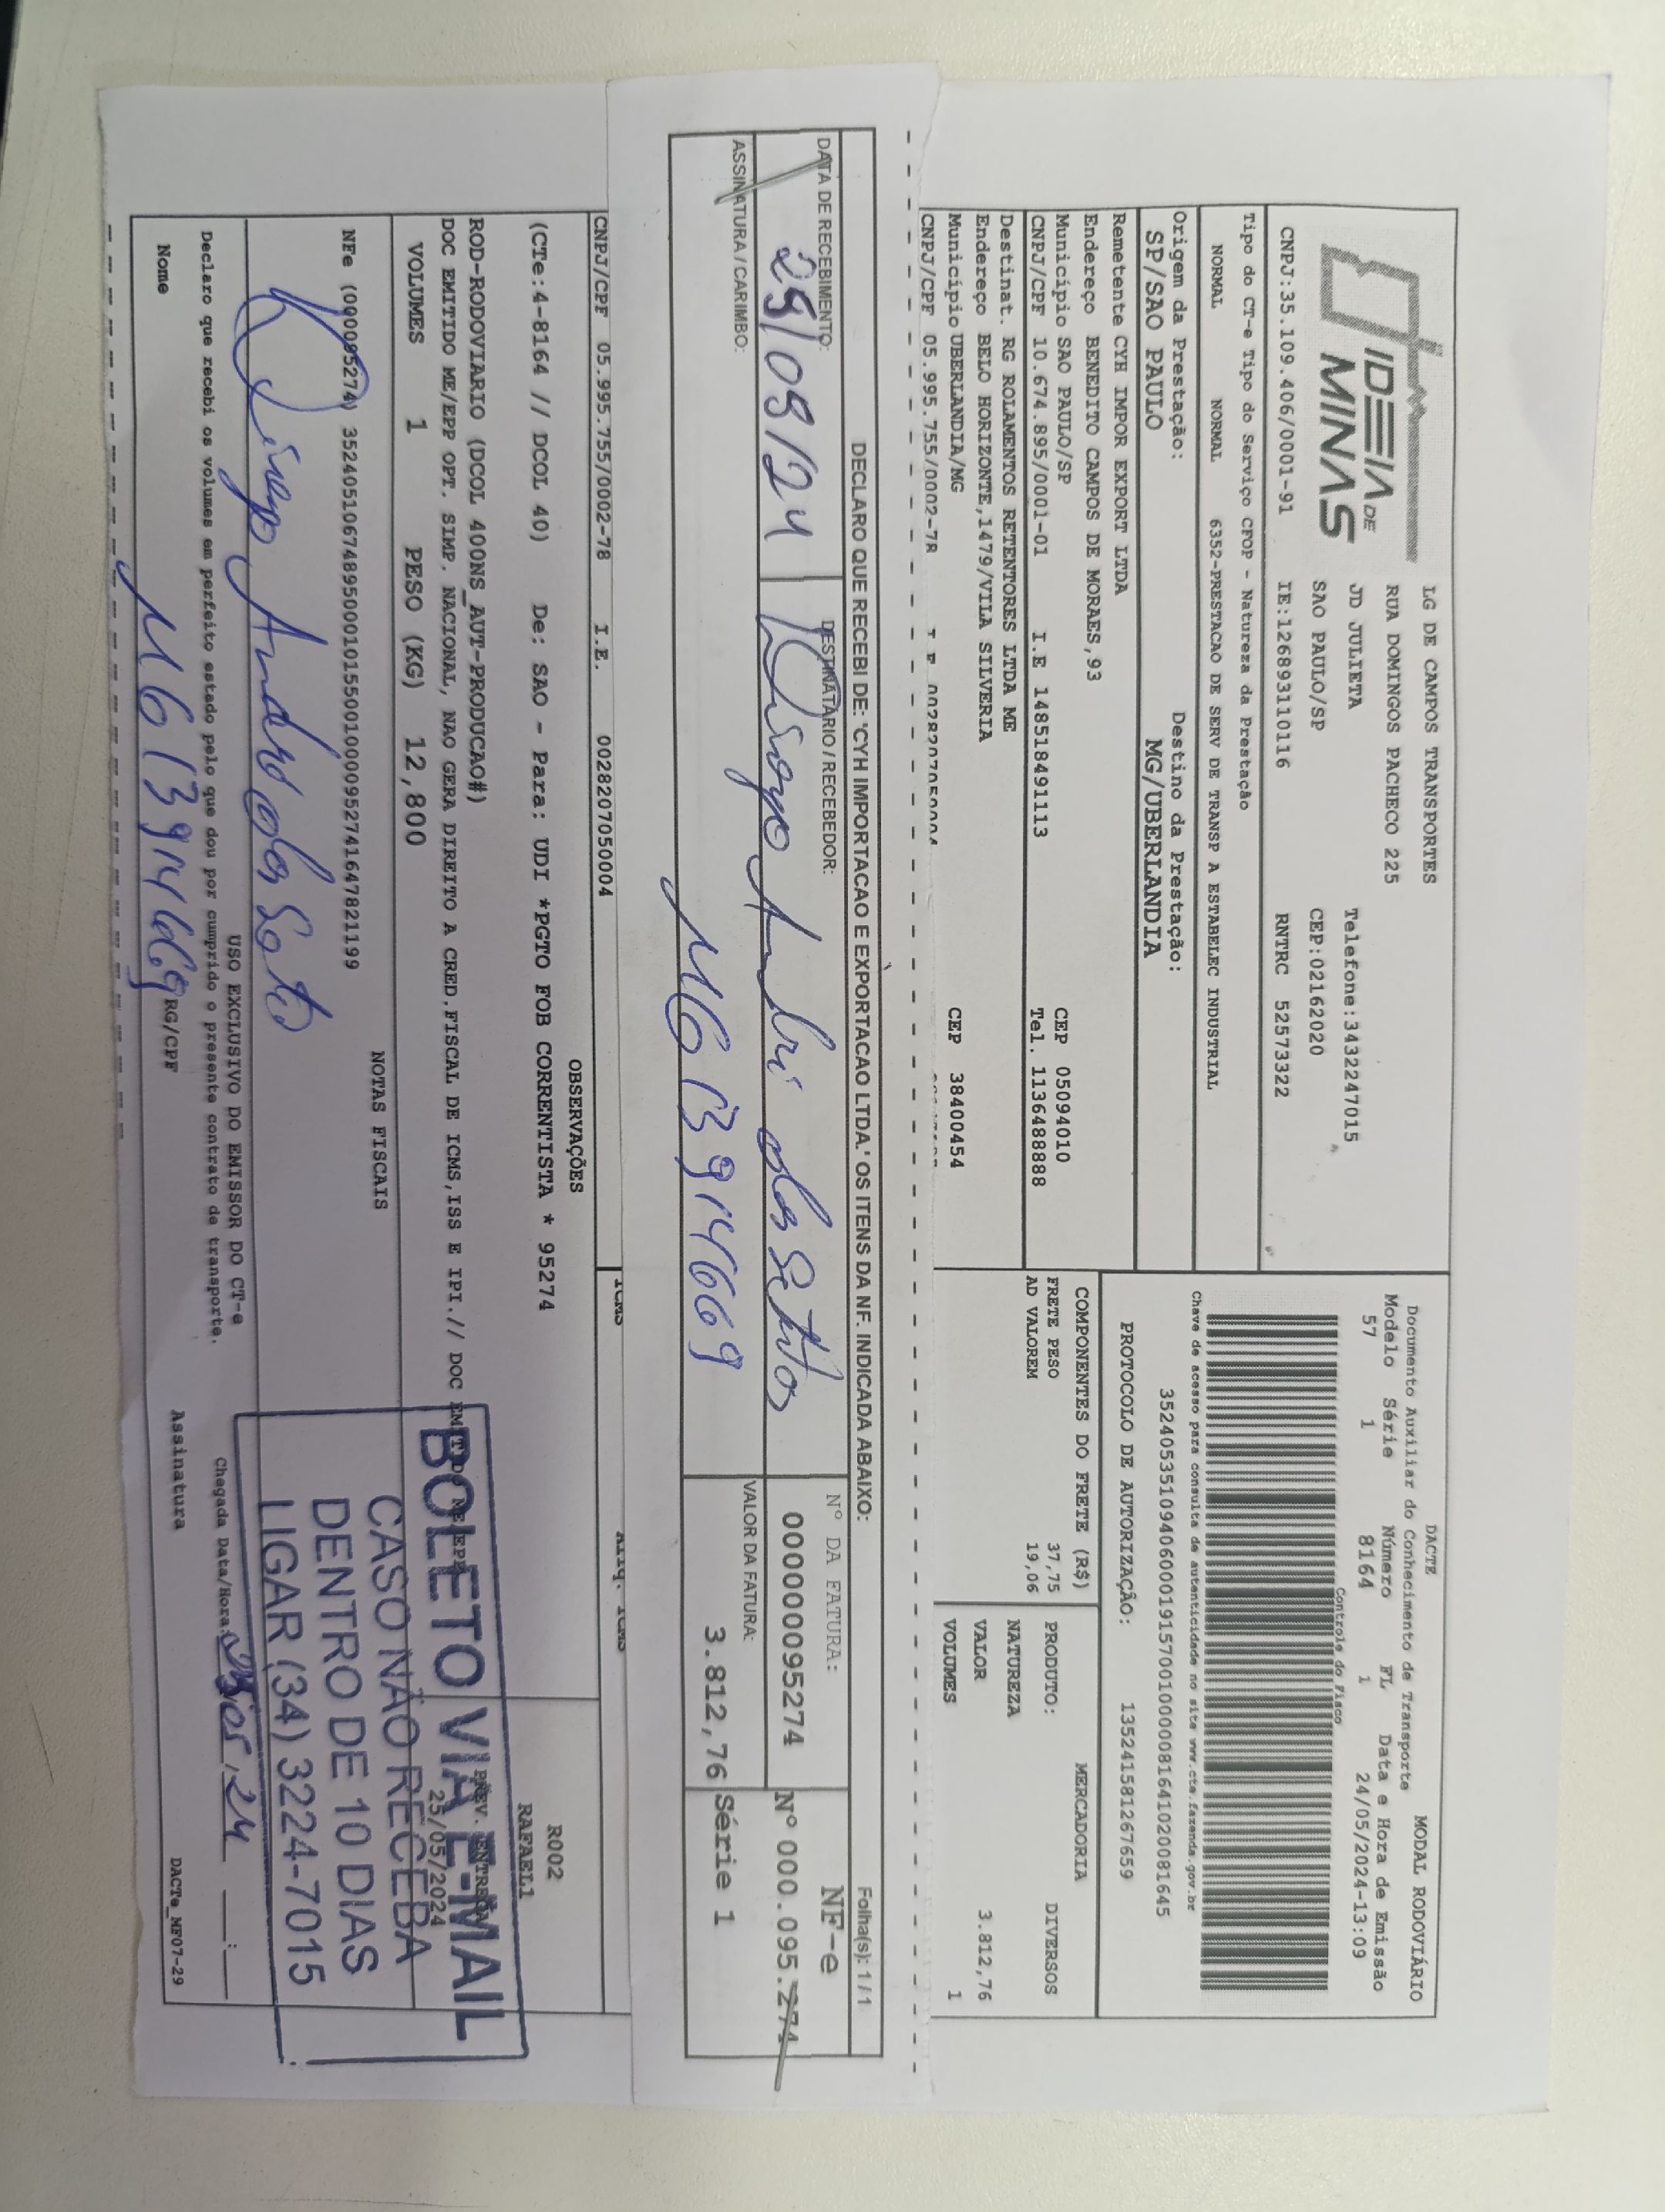 IDEIA DE
MINAS
LG DE CAMPOS TRANSPORTES
RUA DOMINGOS PACHECO 225
JD JULIETA Telefone:3432247015
SAO PAULO/SP CEP:02162020
CNPJ:35.109.406/0001-91 IE:126893110116 RNTRC 52573322
Tipo do CT-e Tipo do Serviço CFOP - Natureza da Prestação
NORMAL NORMAL 6352-PRESTACAO DE SERV DE TRANSP A ESTABELEC INDUSTRIAL
Origem da Prestação: Destino da Prestação:
SP/SAO PAULO MG/UBERLANDIA
Remetente CYH IMPOR EXPORT LTDA
Endereço BENEDITO CAMPOS DE MORAES,93
Município SAO PAULO/SP CEP 05094010
CNPJ/CPF 10.674.895/0001-01 I.E 148518491113 Tel. 1136488888
Destinat. RG ROLAMENTOS RETENTORES LTDA ME
Endereço BELO HORIZONTE,1479/VILA SILVERIA
Município UBERLANDIA/MG CEP 38400454
CNPJ/CPF 05.995.755/0002-78
DACTE MODAL RODOVIÁRIO
Documento Auxiliar do Conhecimento de Transporte
Modelo Série Número FL Data e Hora de Emissão
57 1 8164 1 24/05/2024-13:09
Controle do Fisco
Chave de acesso para consulta de autenticidade no site www.cte.fazenda.gov.br
35240535109406000191570010000081641020081645
PROTOCOLO DE AUTORIZAÇÃO: 135241581267659
COMPONENTES DO FRETE (R$)
FRETE PESO 37,75
AD VALOREM 19,06
MERCADORIA
PRODUTO: DIVERSOS
NATUREZA
VALOR 3.812,76
VOLUMES 1
DECLARO QUE RECEBI DE: 'CYH IMPORTACAO E EXPORTACAO LTDA.' OS ITENS DA NF. INDICADA ABAIXO: Folha(s): 1/1
DATA DE RECEBIMENTO: DESTINATÁRIO / RECEBEDOR: Nº DA FATURA: NF-e
0000095274 Nº 000.095.274
ASSINATURA / CARIMBO: VALOR DA FATURA:
MG 13914669 3.812,76 Série 1
CNPJ/CPF 05.995.755/0002-78 I.E. 0028207050004
OBSERVAÇÕES
(CTe:4-8164 // DCOL 40) De: SAO - Para: UDI *PGTO FOB CORRENTISTA * 95274
R002
RAFAEL1
ROD-RODOVIARIO (DCOL 400NS_AUT-PRODUCAO#)
DOC EMITIDO ME/EPP OPT. SIMP. NACIONAL, NAO GERA DIREITO A CRED.FISCAL DE ICMS,ISS E IPI.// DOC EMITIDO ME EPP
PREV. ENTREGA
25/05/2024
VOLUMES 1 PESO (KG) 12,800
NOTAS FISCAIS
NFe (000095274) 35240510674895000101550010000952741647821199
USO EXCLUSIVO DO EMISSOR DO CT-e
Declaro que recebi os volumes em perfeito estado pelo que dou por cumprido o presente contrato de transporte.
Chegada Data/Hora:
Nome MG 13914669 RG/CPF Assinatura DACTe_MF07-29
BOLETO VIA E-MAIL
CASO NÃO RECEBA
DENTRO DE 10 DIAS
LIGAR (34) 3224-7015